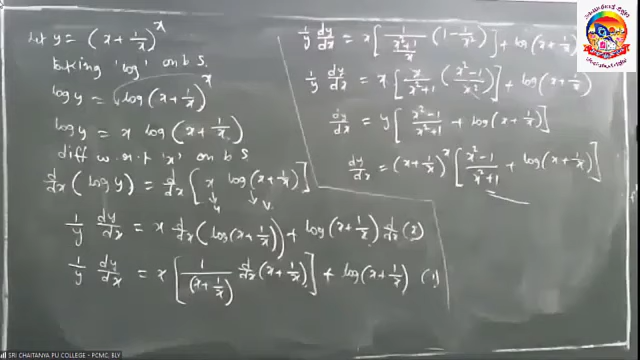 Let y = (x + 1/x)^x
taking 'log' on b s
log y = log (x + 1/x)^x
log y = x log (x + 1/x)
diff w.r.t 'x' on b s
d/dx (log y) = d/dx [x log(x + 1/x)]
u v
1/y dy/dx = x d/dx (log(x + 1/x)) + log(x + 1/x) d/dx (x)
1/y dy/dx = x [1/(x + 1/x) d/dx (x + 1/x)] + log(x + 1/x) (1)
1/y dy/dx = x [1/((x²+1)/x) (1 - 1/x²)] + log(x + 1/x)
1/y dy/dx = x [x/(x²+1) ((x²-1)/x²)] + log(x + 1/x)
dy/dx = y [(x²-1)/(x²+1) + log(x + 1/x)]
dy/dx = (x + 1/x)^x [(x²-1)/(x²+1) + log(x + 1/x)]
SRI CHAITANYA PU COLLEGE - PCMC, BLY